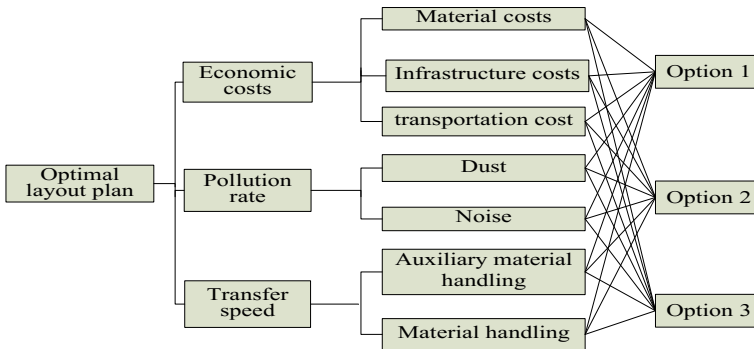 Material costs
Economic
costs
Infrastructure costs
transportation cost
Optimal
layout plan
Pollution
rate
Dust
Noise
Transfer
speed
Auxiliary material
handling
Material handling
Option 1
Option 2
Option 3